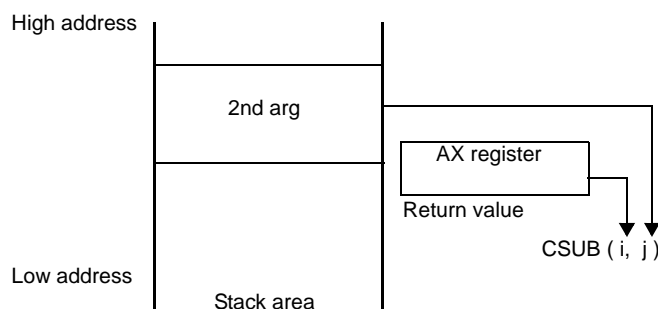 High address
2nd arg
AX register
Return value
CSUB ( i, j )
Low address
Stack area